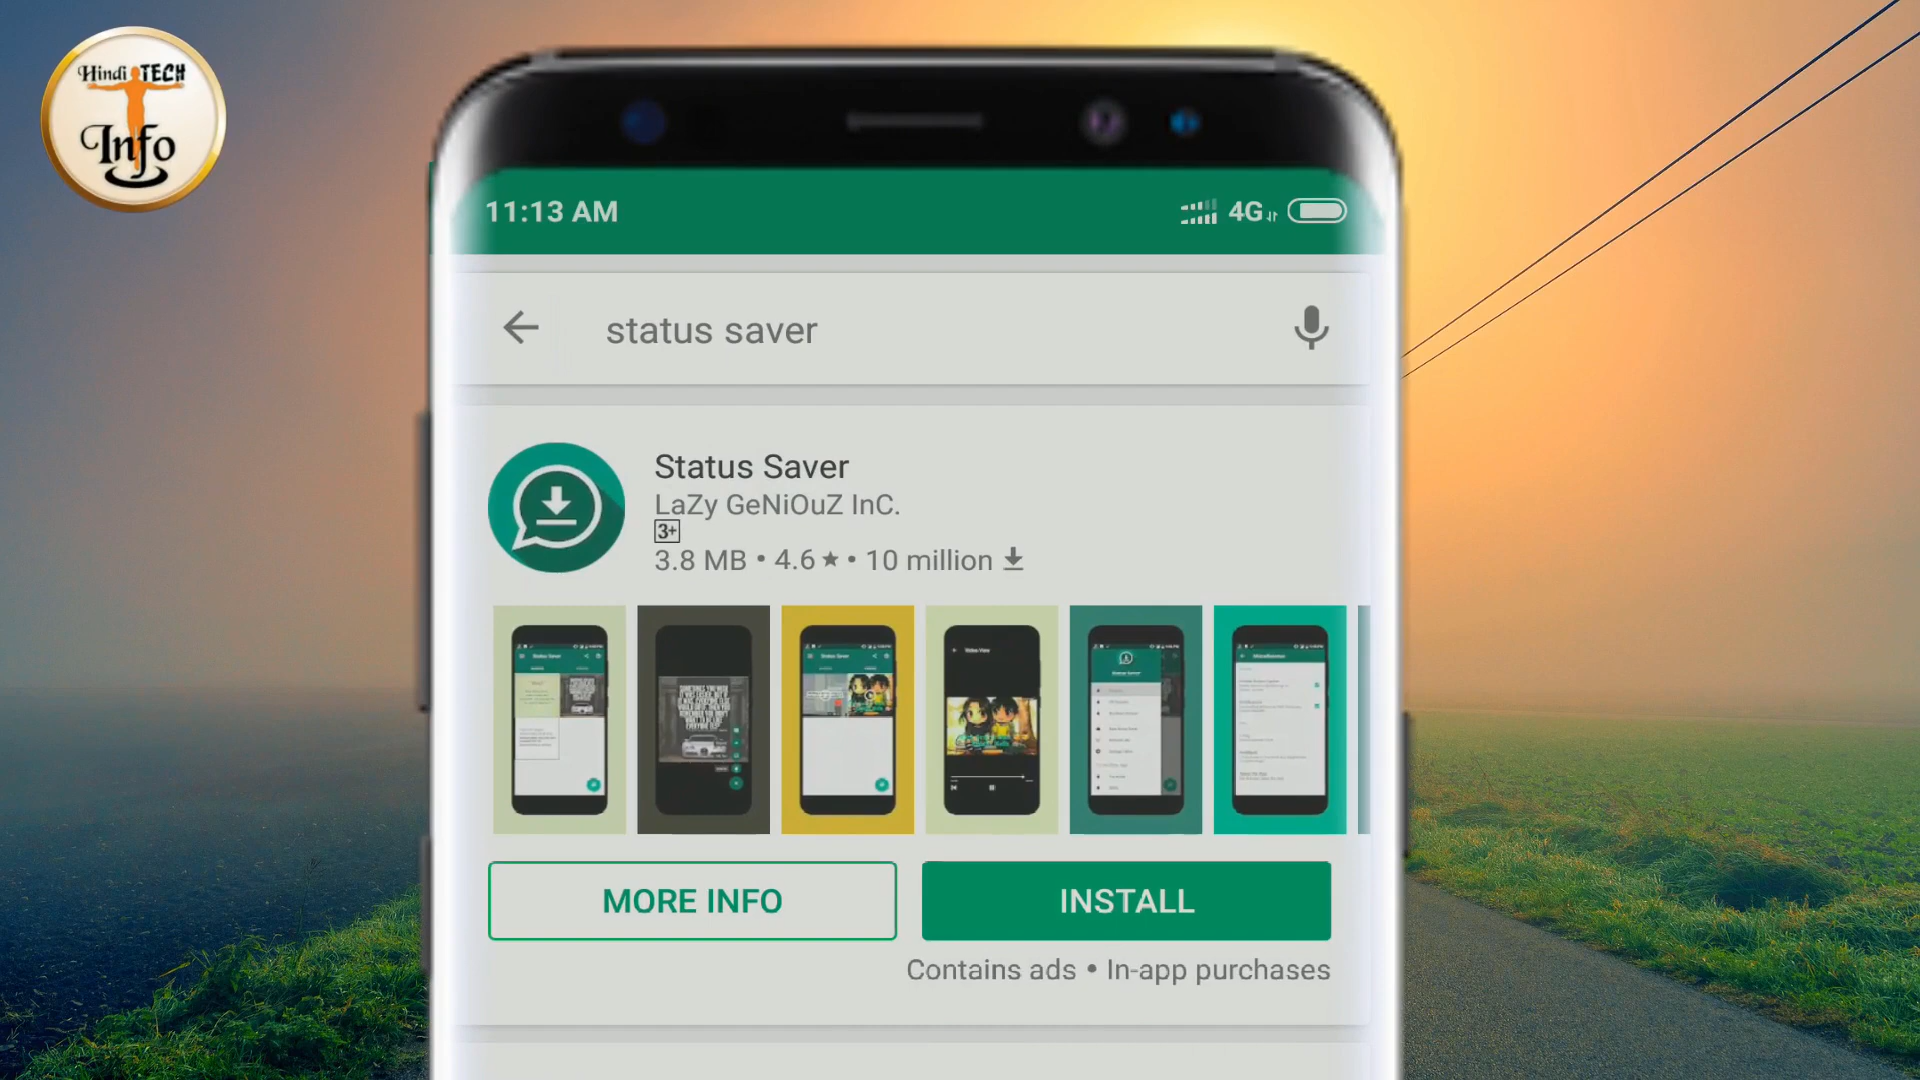 Hindi TECH
Info
11:13 AM
4G
status saver
Status Saver
LaZy GeNiOuZ InC.
3+
3.8 MB • 4.6 ★ • 10 million
MORE INFO
INSTALL
Contains ads • In-app purchases